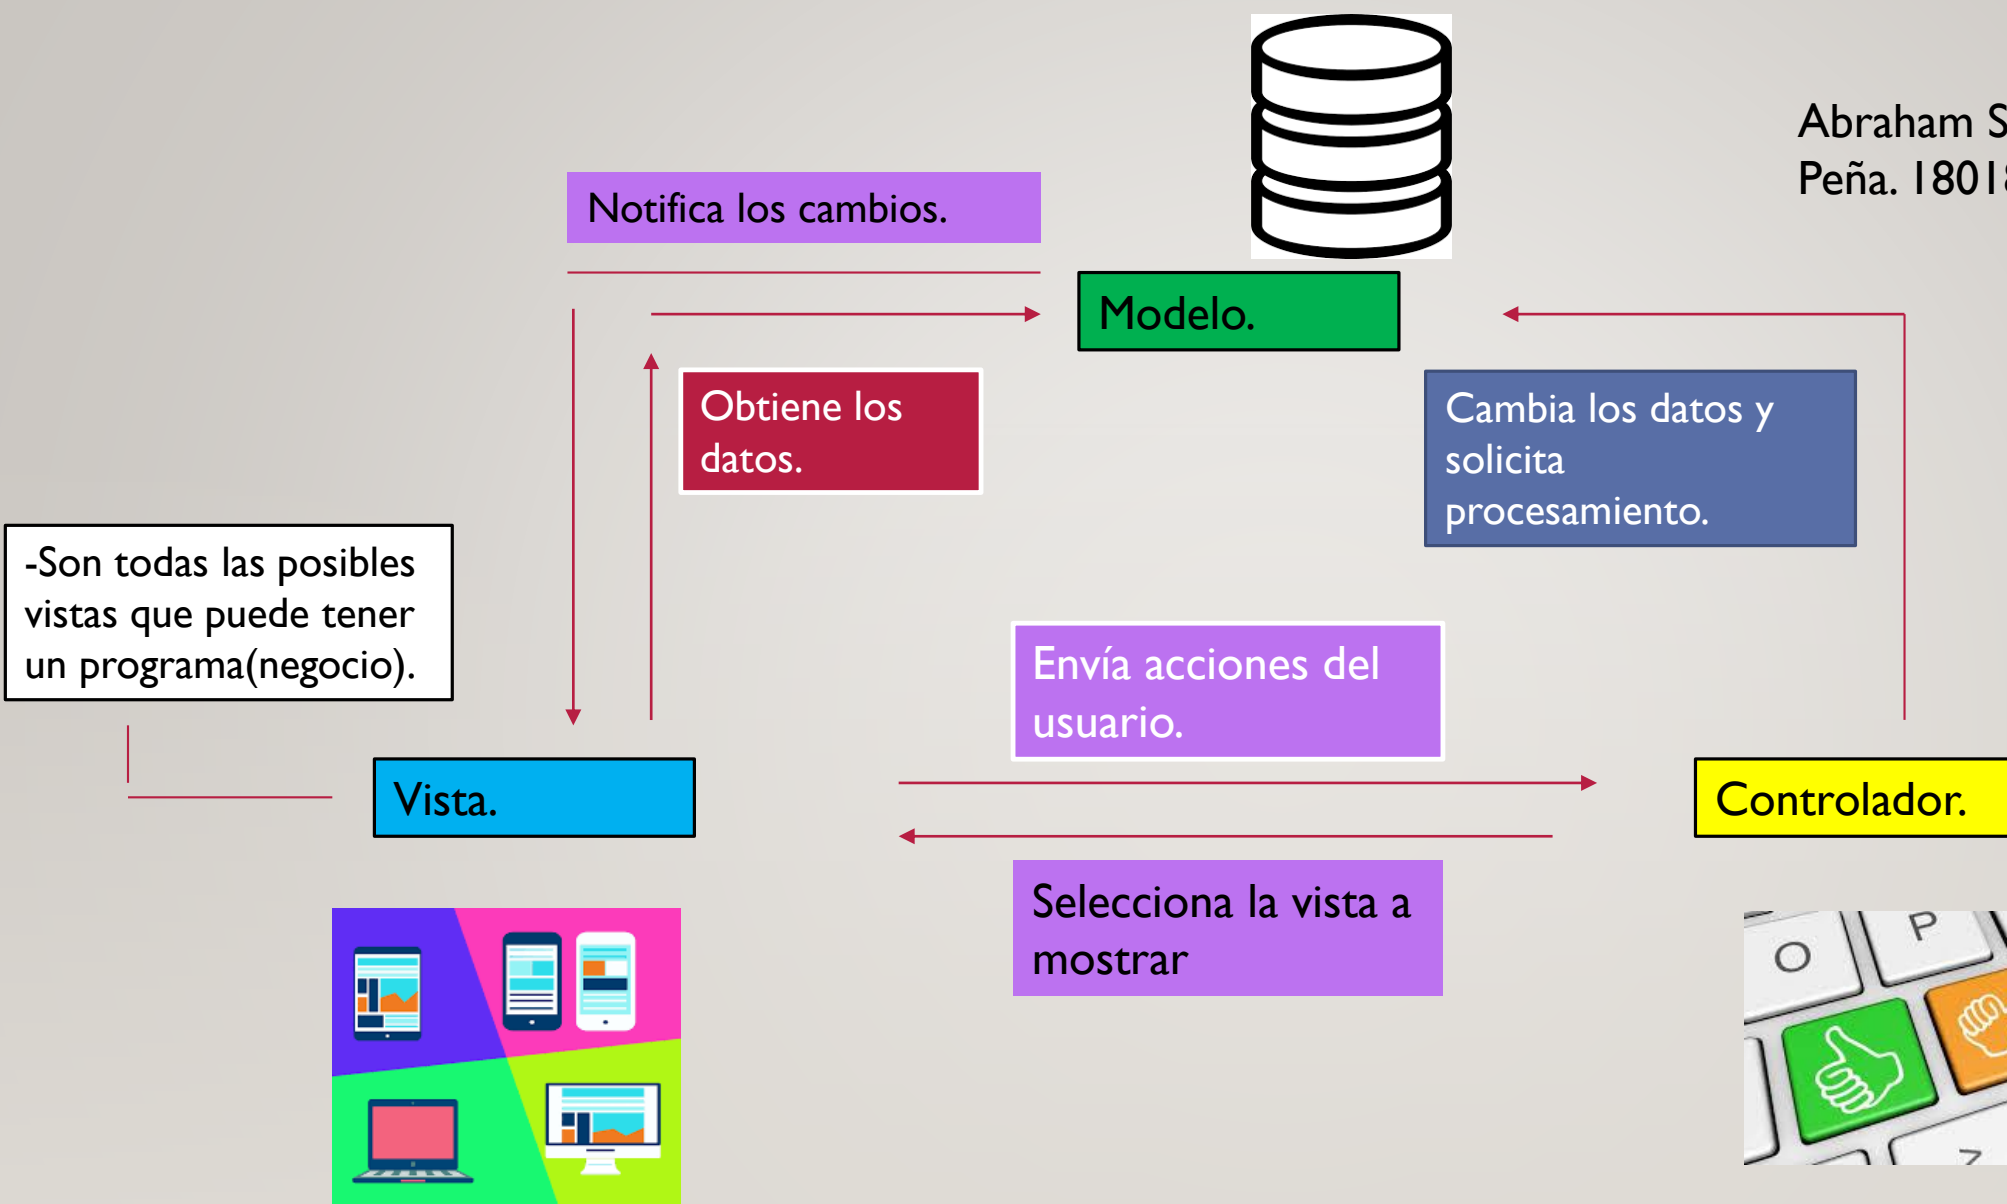 Abraham S
Peña. 18018
Notifica los cambios.
Modelo.
Obtiene los
datos.
Cambia los datos y
solicita
procesamiento.
-Son todas las posibles
vistas que puede tener
un programa(negocio).
Envía acciones del
usuario.
Vista.
Controlador.
Selecciona la vista a
mostrar
O
P